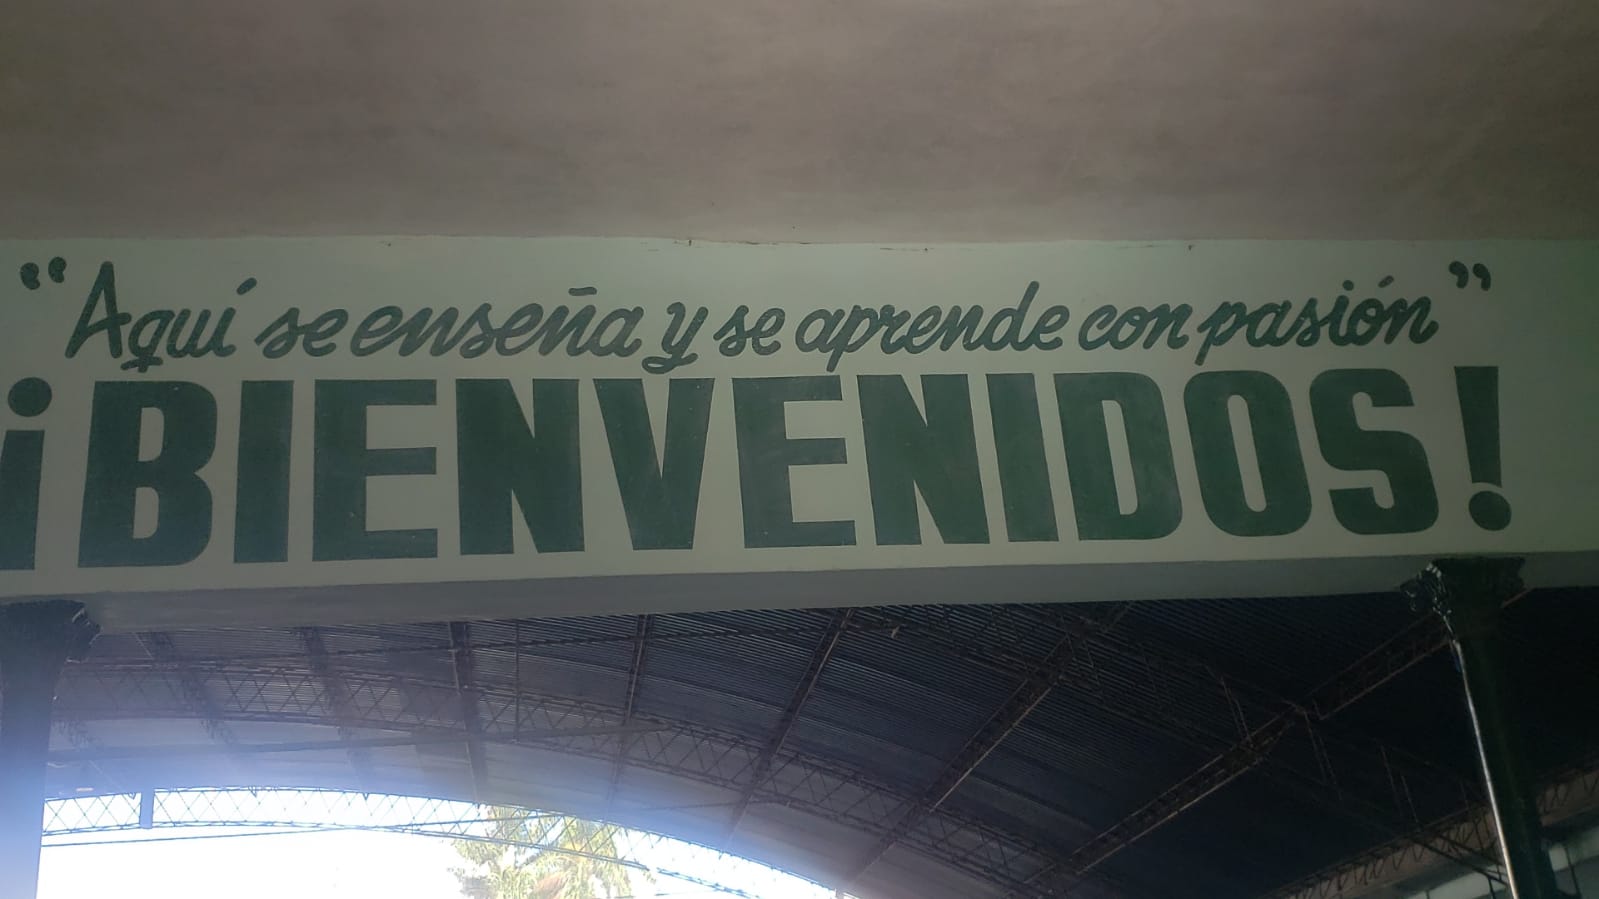 “Aquí se enseña y se aprende con pasión”
¡BIENVENIDOS!